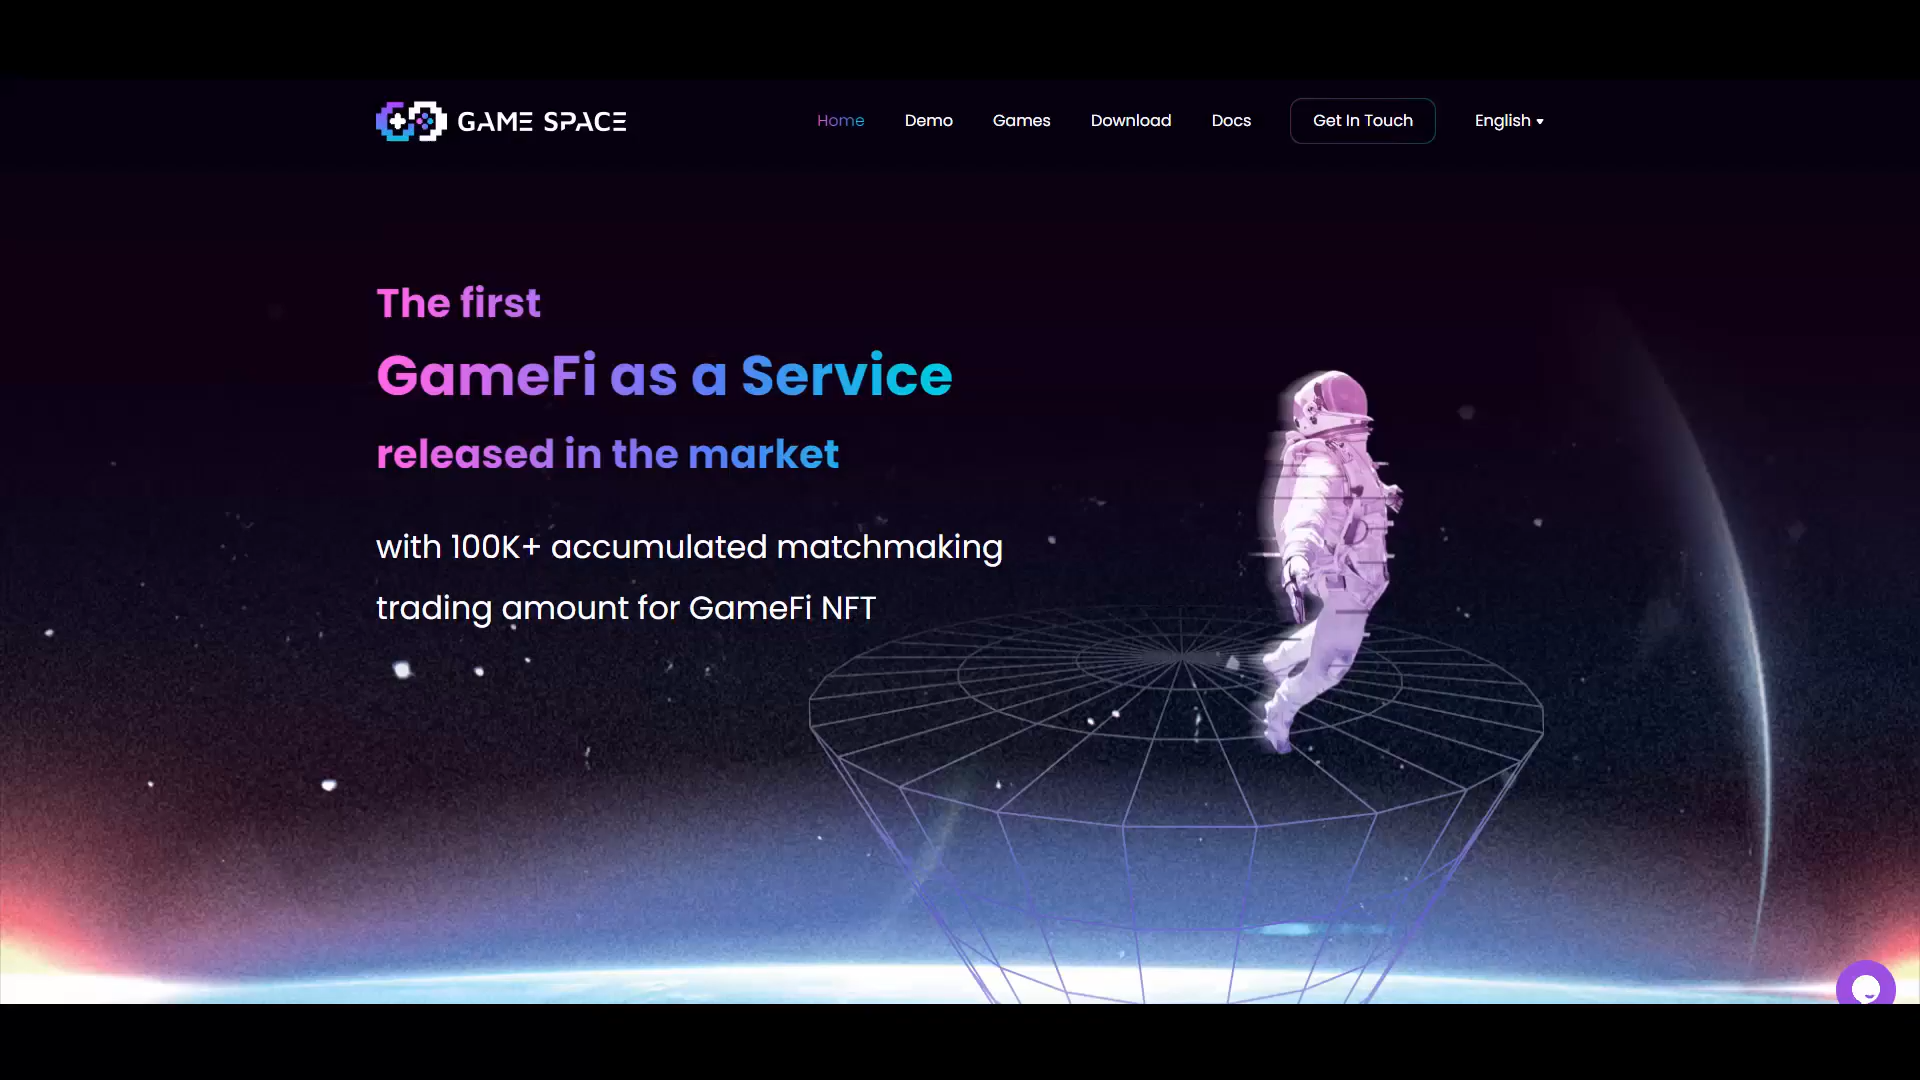 GAME SPACE
Home
Demo
Games
Download
Docs
Get In Touch
English
The first
GameFi as a Service
released in the market
with 100K+ accumulated matchmaking
trading amount for GameFi NFT